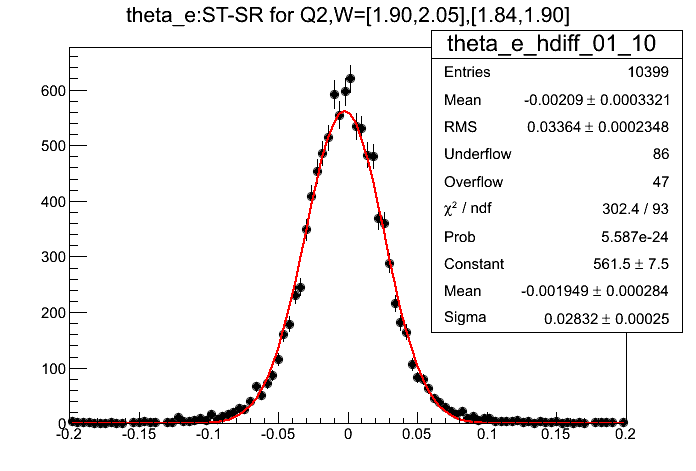 theta_e:ST-SR for Q2,W=[1.90,2.05],[1.84,1.90]
theta_e_hdiff_01_10
Entries 10399
Mean -0.00209 ± 0.0003321
RMS 0.03364 ± 0.0002348
Underflow 86
Overflow 47
χ² / ndf 302.4 / 93
Prob 5.587e-24
Constant 561.5 ± 7.5
Mean -0.001949 ± 0.000284
Sigma 0.02832 ± 0.00025
600
500
400
300
200
100
0
-0.2 -0.15 -0.1 -0.05 0 0.05 0.1 0.15 0.2